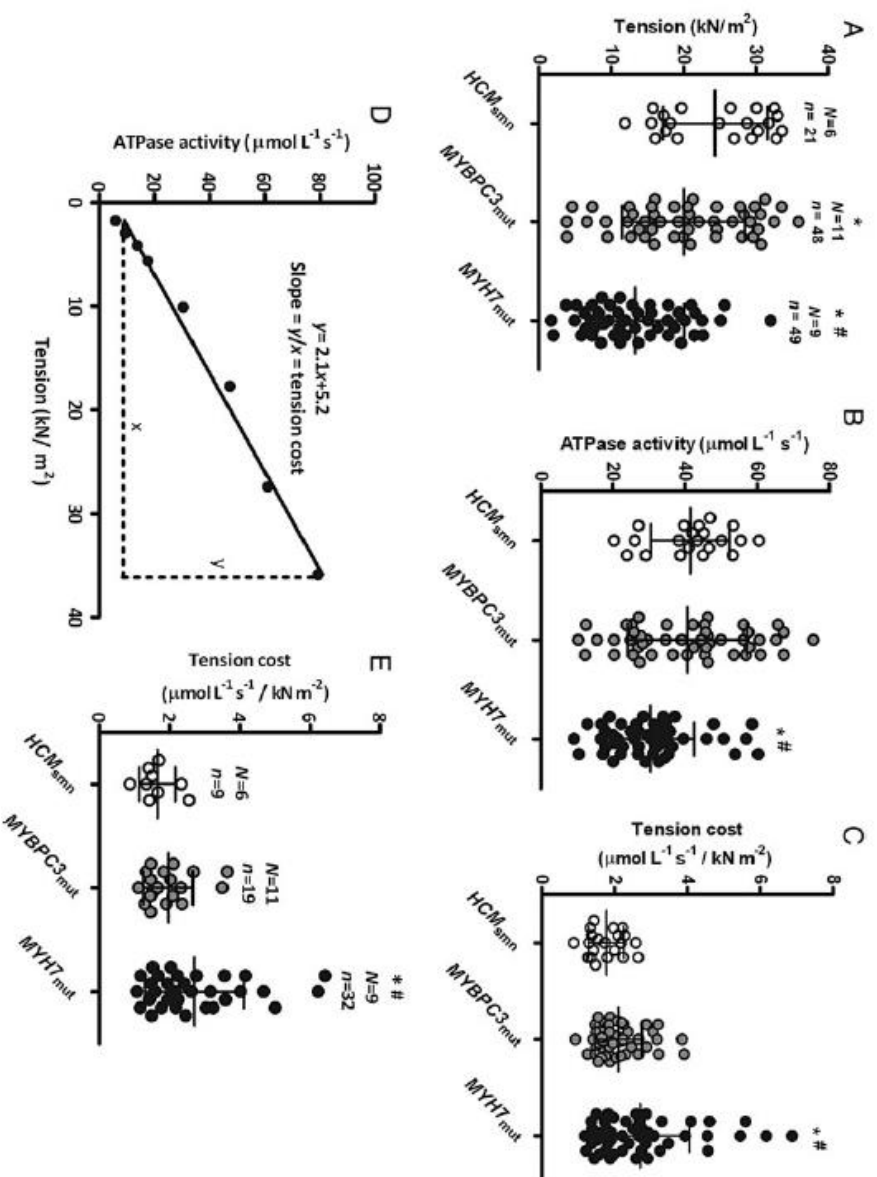 A
Tension (kN/m²)
40
30
20
10
0
N=6
n= 21
*
N=11
n= 48
* #
N=9
n= 49
HCMsmn
MYBPC3mut
MYH7mut
B
ATPase activity (µmol L⁻¹ s⁻¹)
80
60
40
20
0
* #
HCMsmn
MYBPC3mut
MYH7mut
C
Tension cost
(µmol L⁻¹ s⁻¹ / kN m⁻²)
8
6
4
2
0
* #
HCMsmn
MYBPC3mut
MYH7mut
D
ATPase activity (µmol L⁻¹ s⁻¹)
100
80
60
40
20
0
y= 2.1x+5.2
Slope = y/x = tension cost
x
y
0
10
20
30
40
Tension (kN/ m²)
E
Tension cost
(µmol L⁻¹ s⁻¹ / kN m⁻²)
8
6
4
2
0
N=6
n=9
N=11
n=19
* #
N=9
n=32
HCMsmn
MYBPC3mut
MYH7mut